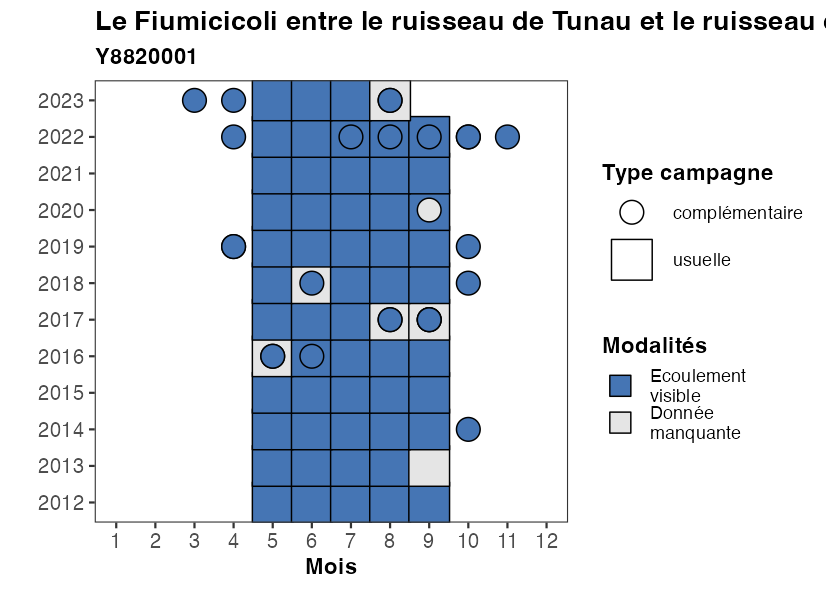 Le Fiumicicoli entre le ruisseau de Tunau et le ruisseau
Y8820001
2023
2022
2021
2020
2019
2018
2017
2016
2015
2014
2013
2012
1 2 3 4 5 6 7 8 9 10 11 12
Mois
Type campagne
complémentaire
usuelle
Modalités
Ecoulement
visible
Donnée
manquante